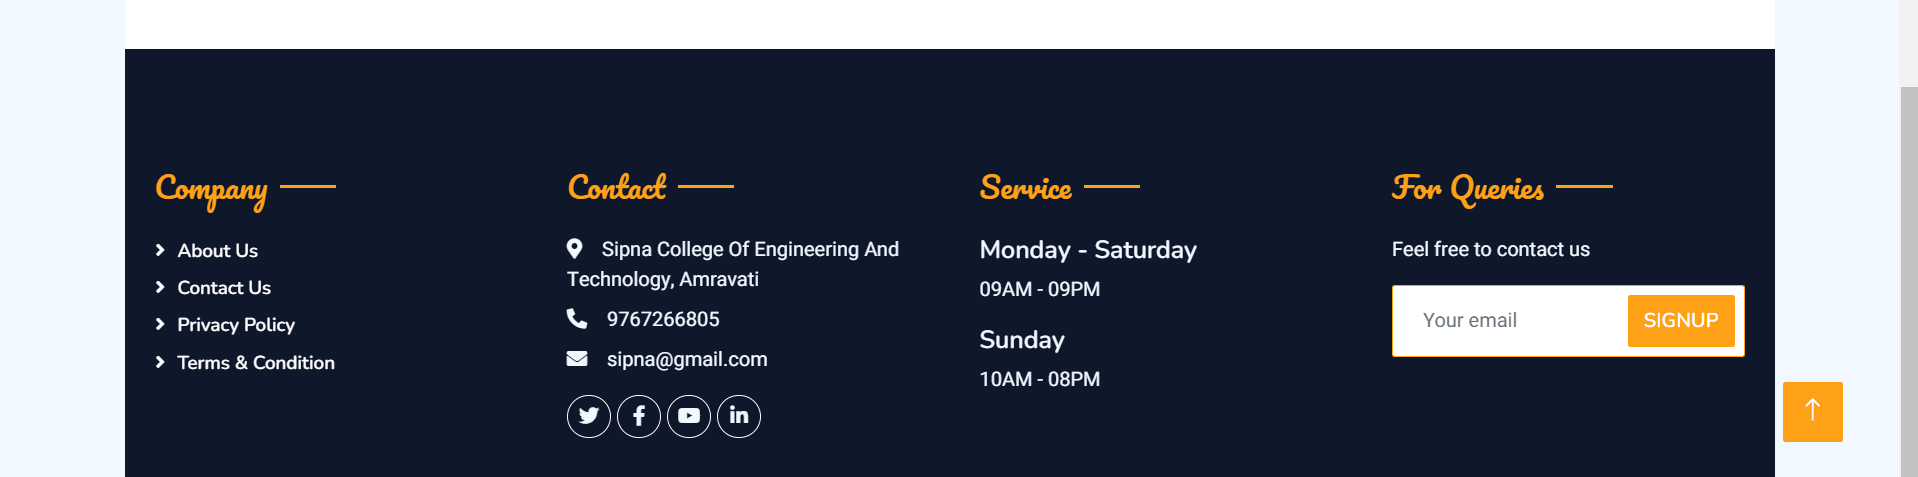 Company
About Us
Contact Us
Privacy Policy
Terms & Condition
Contact
Sipna College Of Engineering And
Technology, Amravati
9767266805
sipna@gmail.com
Service
Monday - Saturday
09AM - 09PM
Sunday
10AM - 08PM
For Queries
Feel free to contact us
Your email
SIGNUP